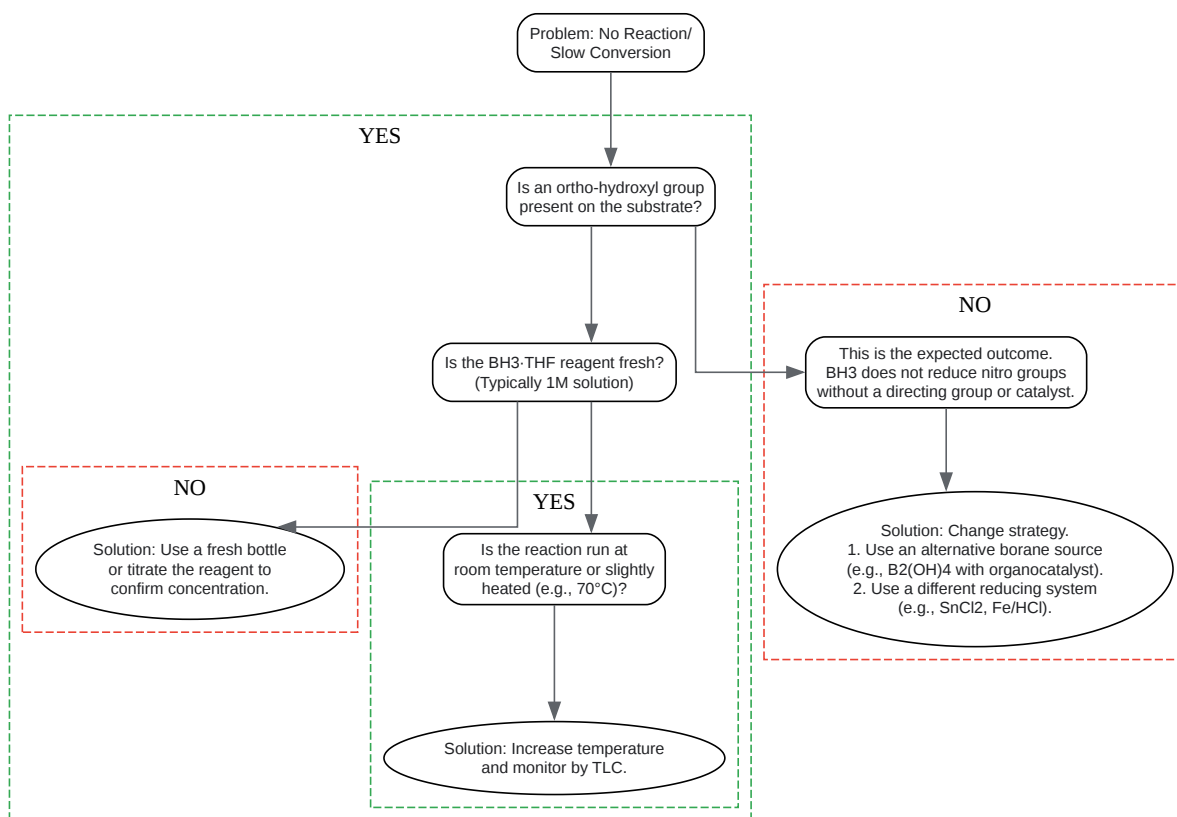 Problem: No Reaction/
Slow Conversion
YES
Is an ortho-hydroxyl group
present on the substrate?
NO
This is the expected outcome.
BH3 does not reduce nitro groups
without a directing group or catalyst.
Is the BH3·THF reagent fresh?
(Typically 1M solution)
NO
Solution: Use a fresh bottle
or titrate the reagent to
confirm concentration.
YES
Is the reaction run at
room temperature or slightly
heated (e.g., 70°C)?
Solution: Change strategy.
1. Use an alternative borane source
(e.g., B2(OH)4 with organocatalyst).
2. Use a different reducing system
(e.g., SnCl2, Fe/HCl).
Solution: Increase temperature
and monitor by TLC.